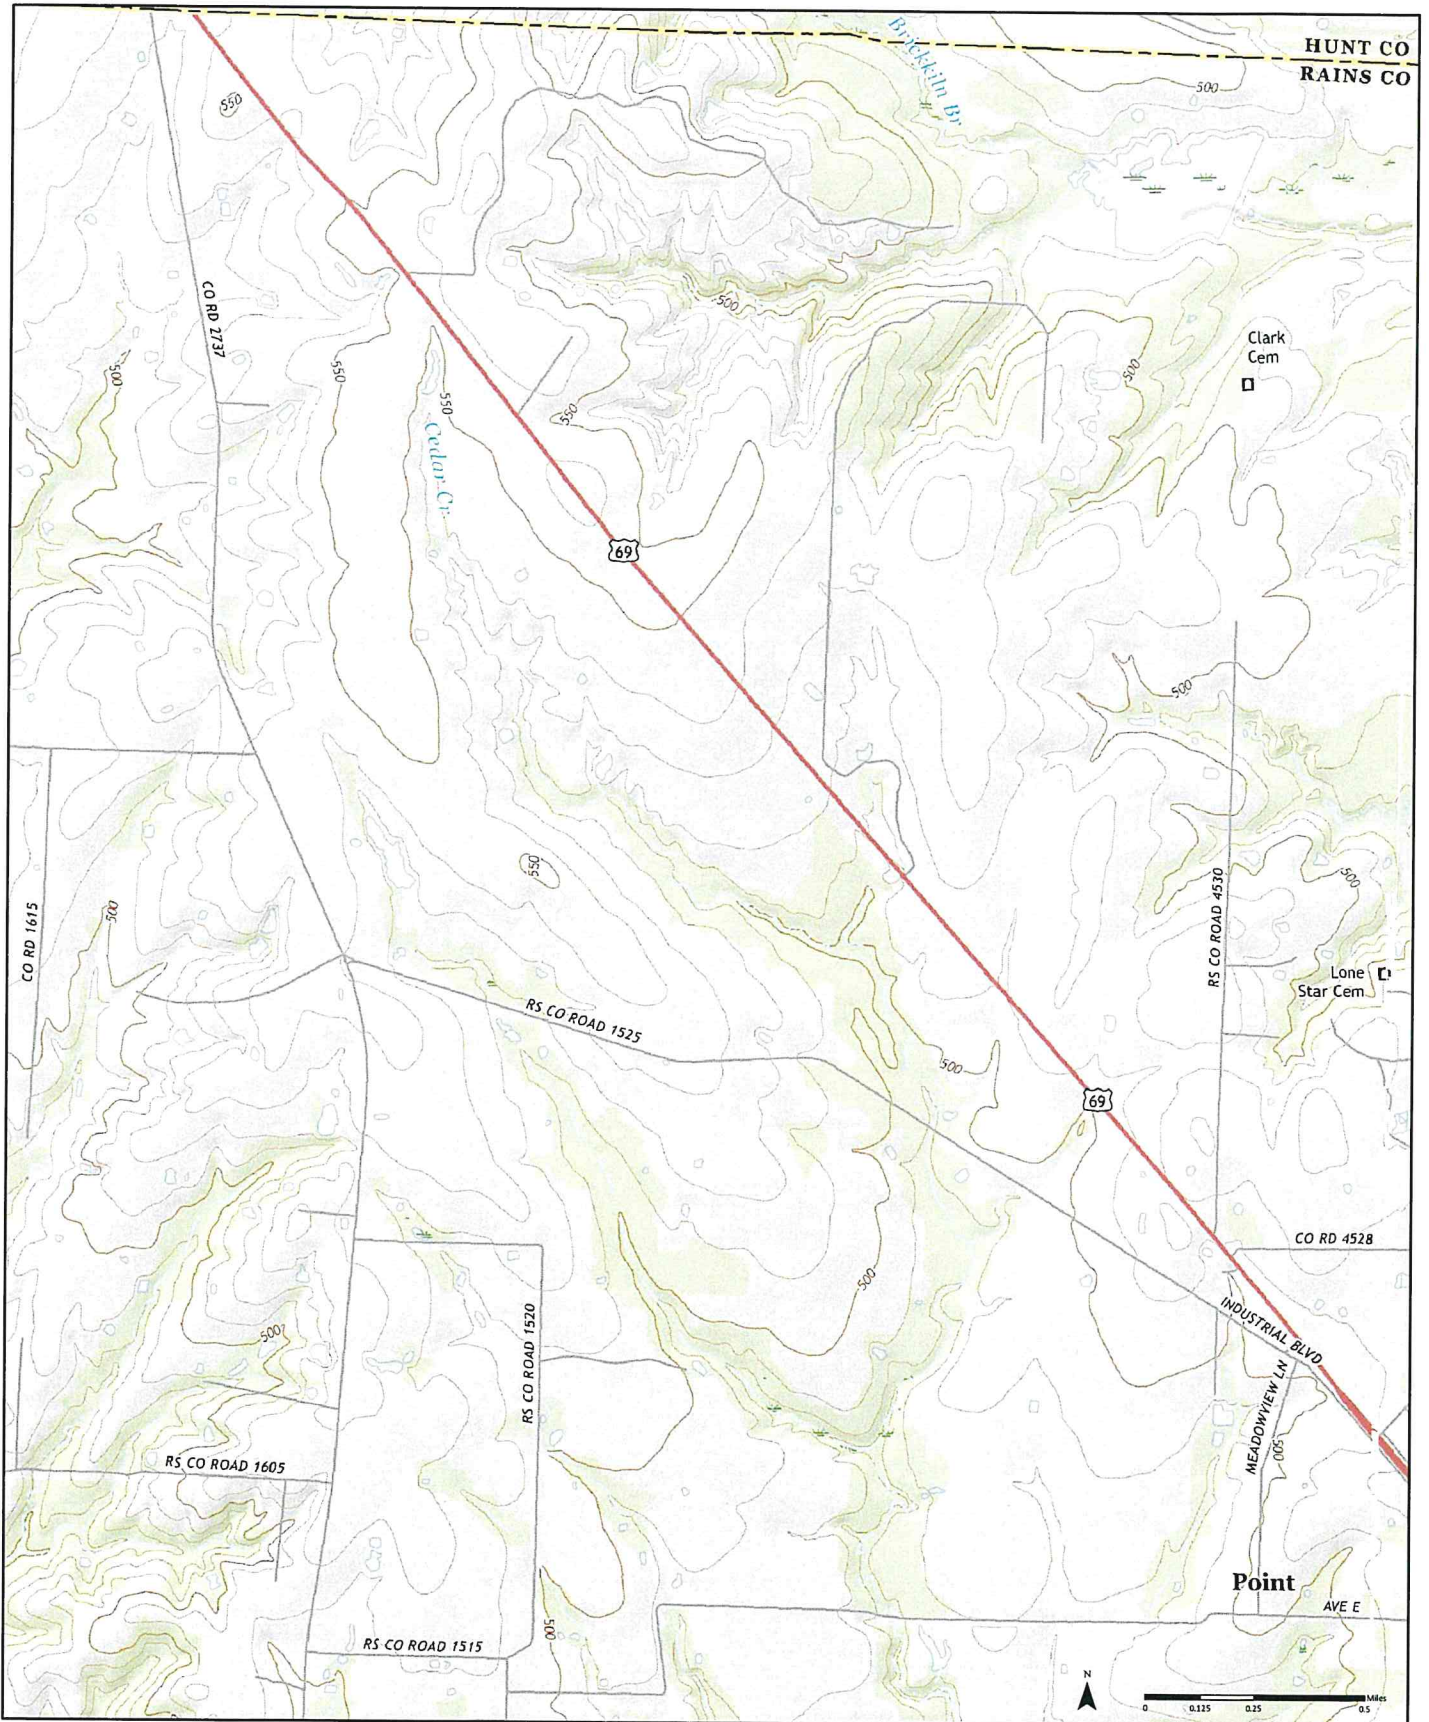 HUNT CO
RAINS CO
Brickkiln Br
500
550
CO RD 2737
500
Clark
Cem
550
500
500
550
550
Cedar Cr
69
500
550
RS CO ROAD 4530
500
CO RD 1615
500
Lone
Star Cem
RS CO ROAD 1525
500
69
CO RD 4528
500
INDUSTRIAL BLVD
500
RS CO ROAD 1520
MEADOWVIEW LN
500
RS CO ROAD 1605
Point
AVE E
500
RS CO ROAD 1515
N
Miles
0
0.125
0.25
0.5